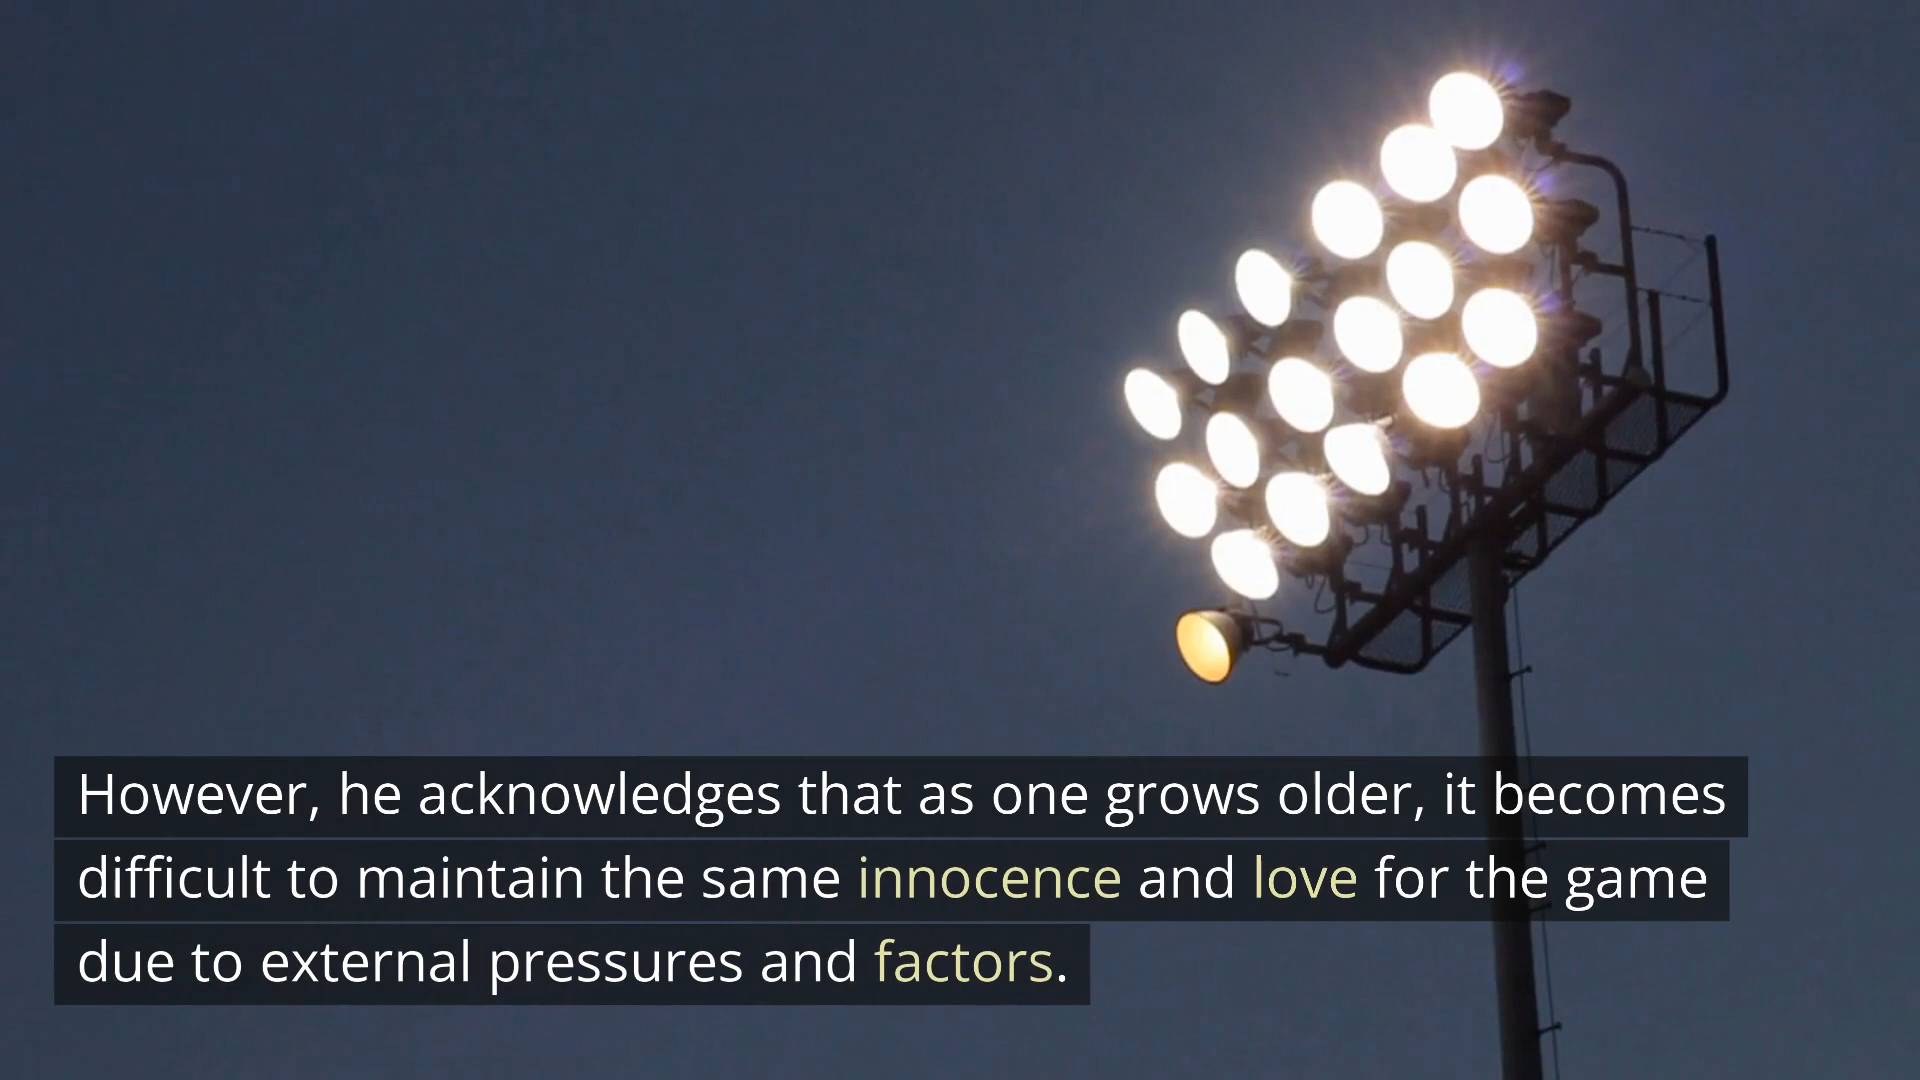 However, he acknowledges that as one grows older, it becomes
difficult to maintain the same innocence and love for the game
due to external pressures and factors.